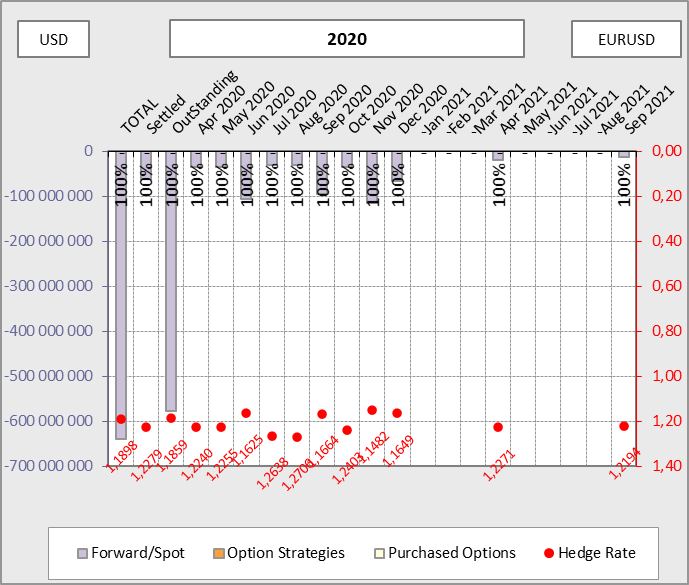 USD
2020
EURUSD
TOTAL
Settled
OutStanding
Apr 2020
May 2020
Jun 2020
Jul 2020
Aug 2020
Sep 2020
Oct 2020
Nov 2020
Dec 2020
Jan 2021
Feb 2021
Mar 2021
Apr 2021
May 2021
Jun 2021
Jul 2021
Aug 2021
Sep 2021
0
-100 000 000
-200 000 000
-300 000 000
-400 000 000
-500 000 000
-600 000 000
-700 000 000
100%
100%
100%
100%
100%
100%
100%
100%
100%
100%
100%
100%
100%
100%
0,00
0,20
0,40
0,60
0,80
1,00
1,20
1,40
1,1898
1,2279
1,1859
1,2240
1,2255
1,1625
1,2638
1,2700
1,1664
1,2403
1,1482
1,1649
1,2271
1,2194
Forward/Spot
Option Strategies
Purchased Options
Hedge Rate